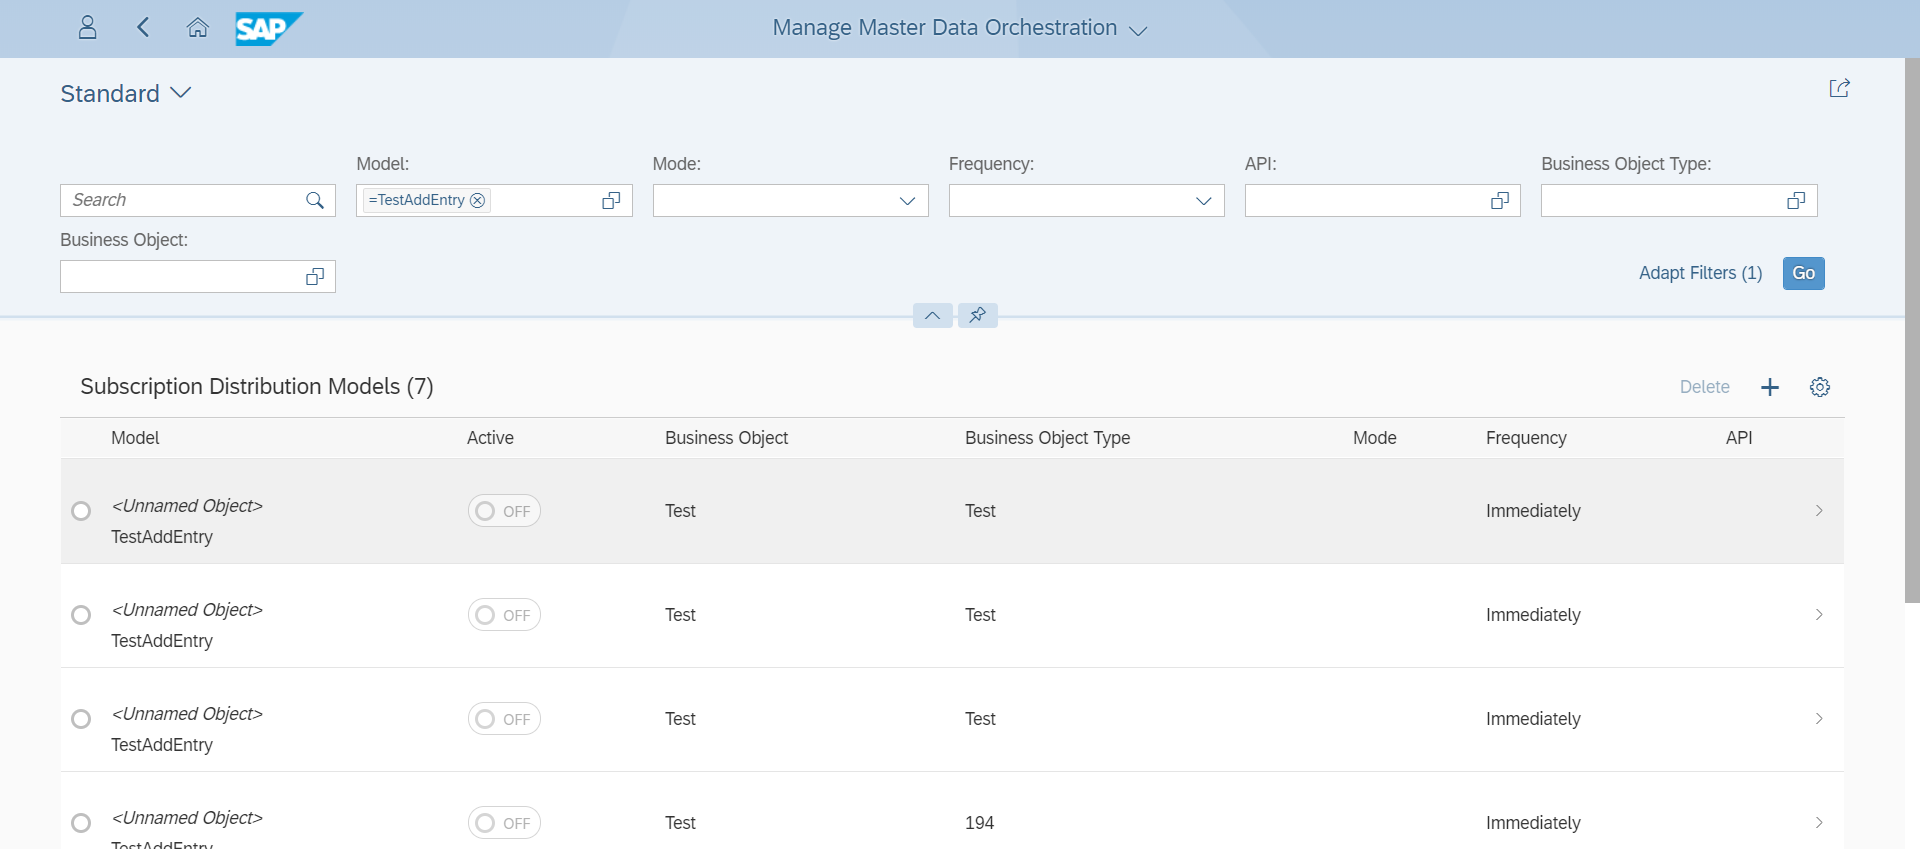 SAP
Manage Master Data Orchestration
Standard
Model:
Mode:
Frequency:
API:
Business Object Type:
Search
=TestAddEntry
Business Object:
Adapt Filters (1)
Go
Subscription Distribution Models (7)
Delete
Model Active Business Object Business Object Type Mode Frequency API
<Unnamed Object>
TestAddEntry
OFF Test Test Immediately
<Unnamed Object>
TestAddEntry
OFF Test Test Immediately
<Unnamed Object>
TestAddEntry
OFF Test Test Immediately
<Unnamed Object>
TestAddEntry
OFF Test 194 Immediately